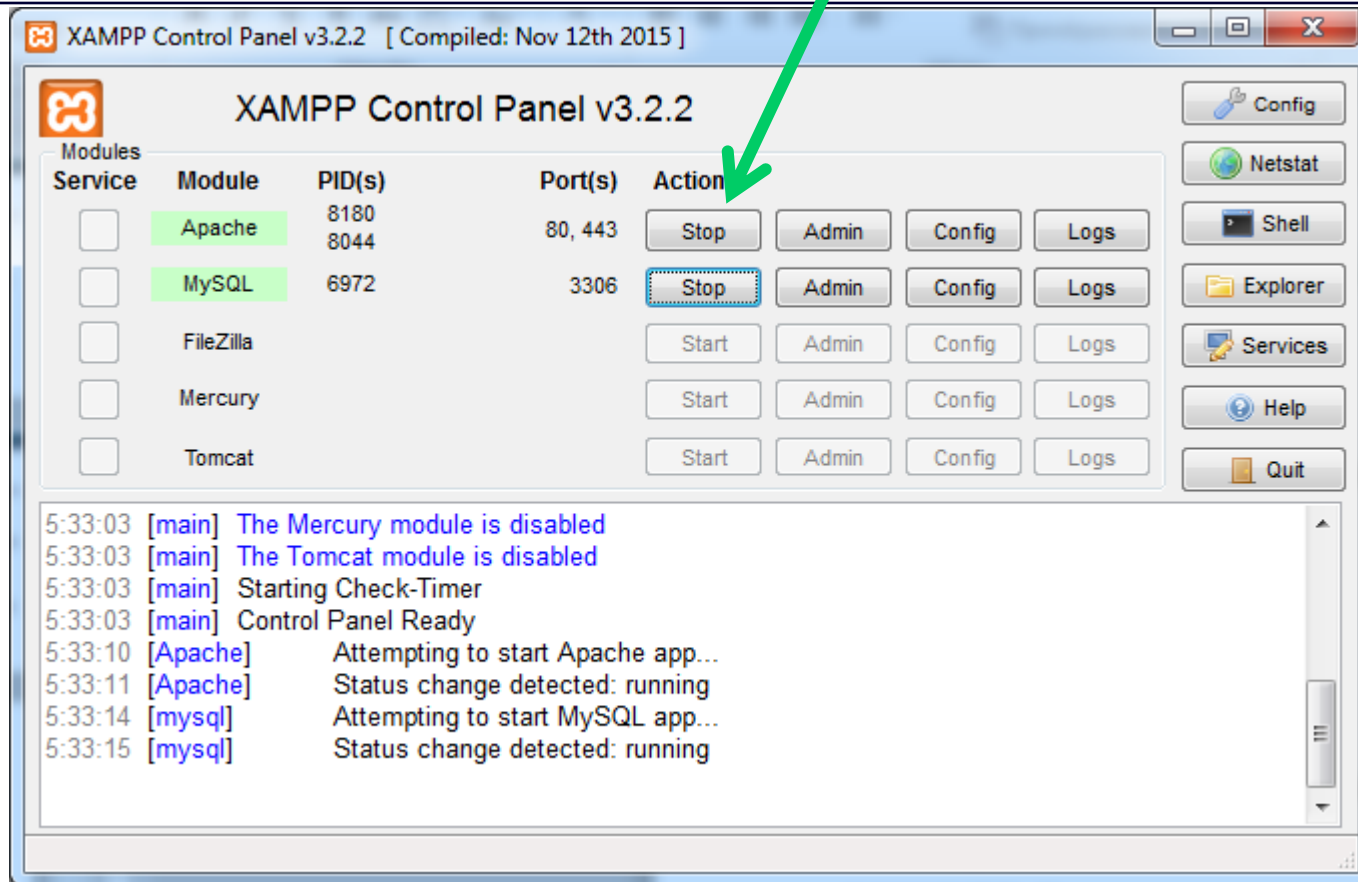 XAMPP Control Panel v3.2.2 [ Compiled: Nov 12th 2015 ]
XAMPP Control Panel v3.2.2
Config
Modules
Netstat
Service Module PID(s) Port(s) Action
Apache 8180 8044 80, 443 Stop Admin Config Logs
Shell
MySQL 6972 3306 Stop Admin Config Logs
Explorer
FileZilla Start Admin Config Logs
Services
Mercury Start Admin Config Logs
Help
Tomcat Start Admin Config Logs
Quit
5:33:03 [main] The Mercury module is disabled
5:33:03 [main] The Tomcat module is disabled
5:33:03 [main] Starting Check-Timer
5:33:03 [main] Control Panel Ready
5:33:10 [Apache] Attempting to start Apache app...
5:33:11 [Apache] Status change detected: running
5:33:14 [mysql] Attempting to start MySQL app...
5:33:15 [mysql] Status change detected: running